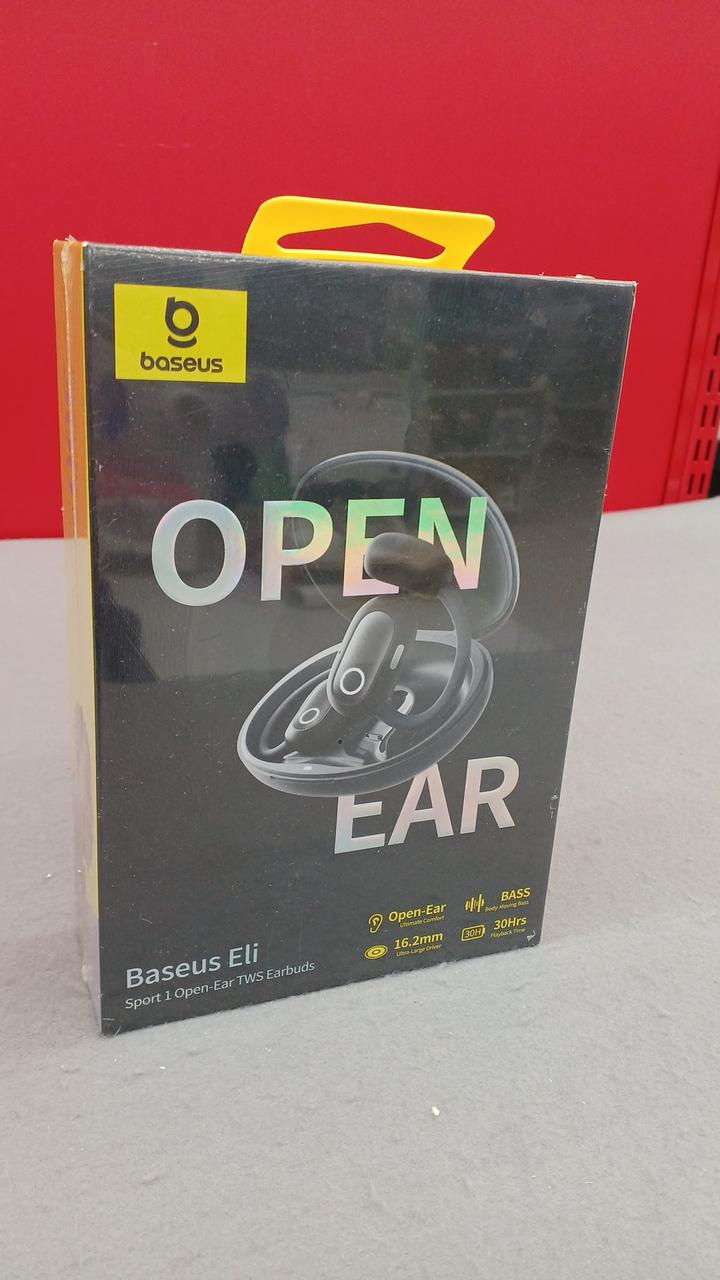 baseus
OPEN
EAR
Open-Ear
Ultimate Comfort
BASS
Body Moving Bass
16.2mm
Ultra-Large Driver
30H
30Hrs
Playback Time
Baseus Eli
Sport 1 Open-Ear TWS Earbuds